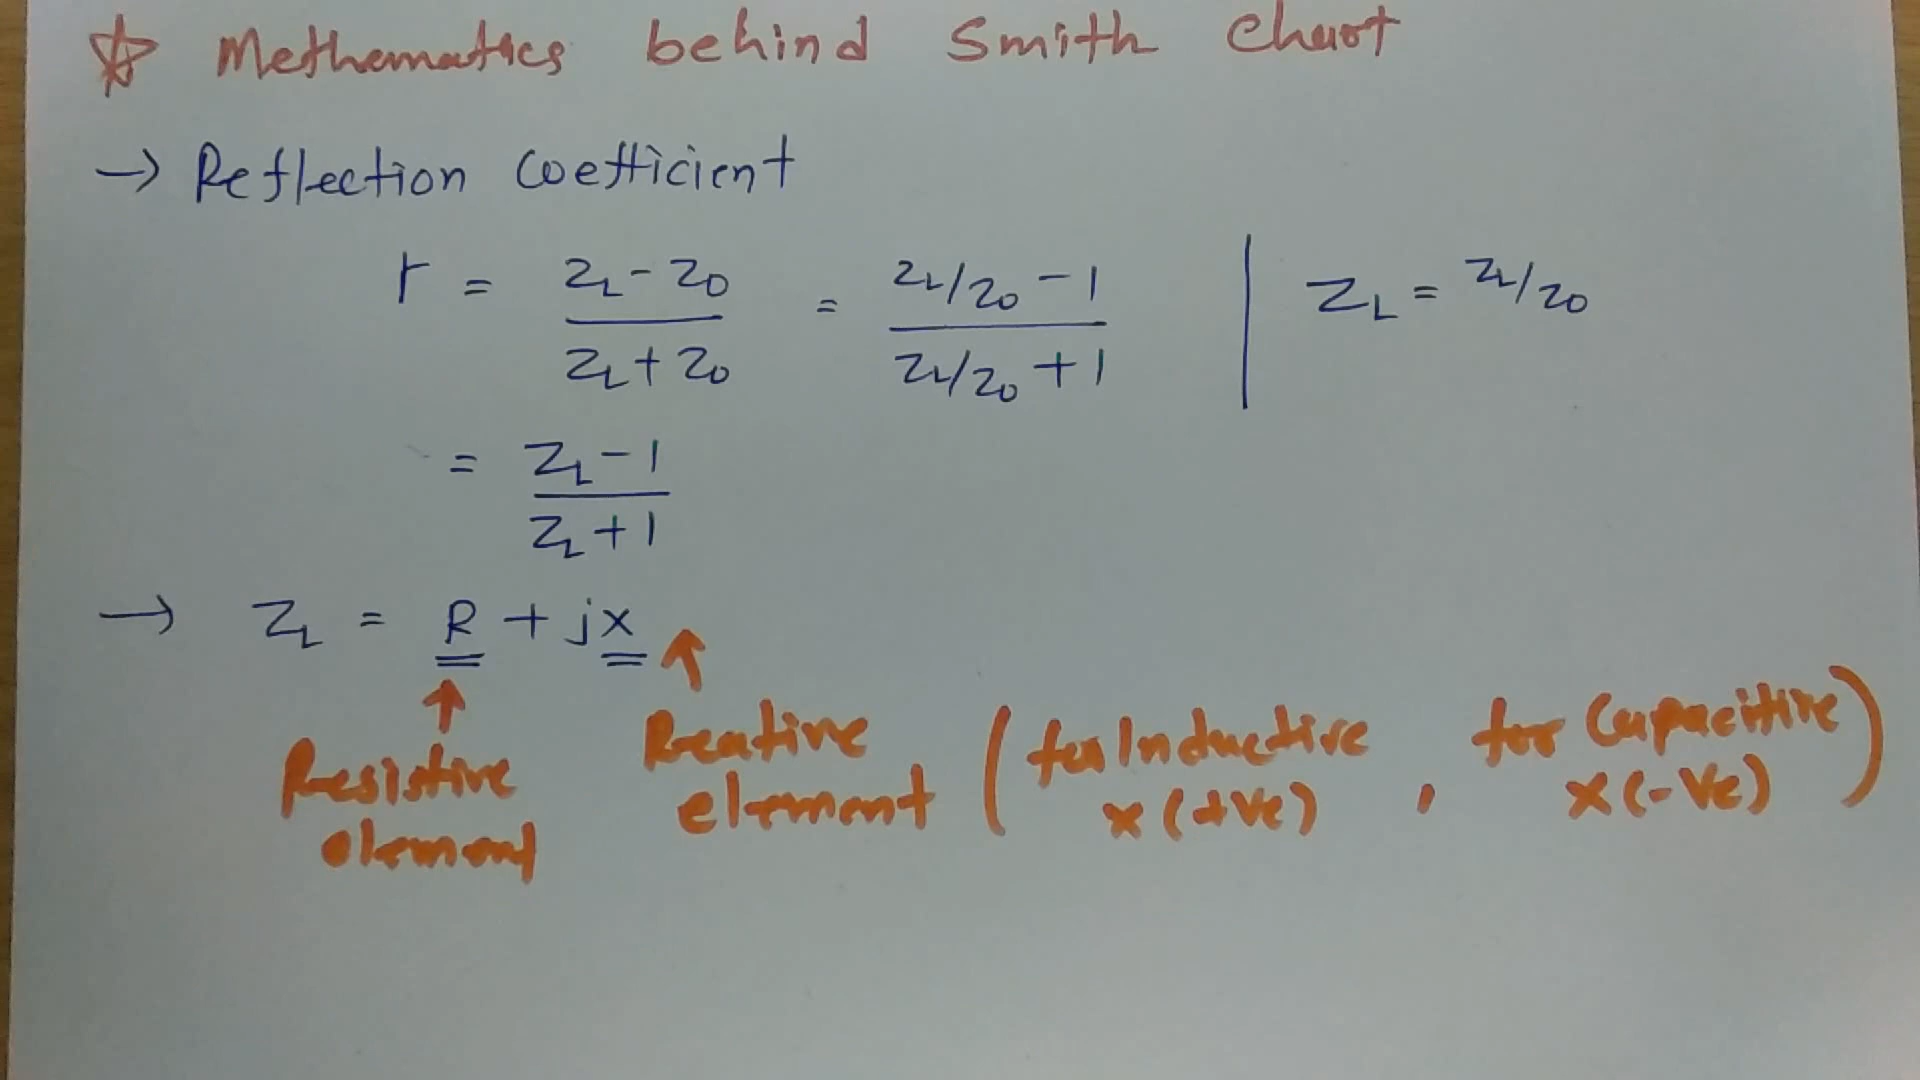 ☆ Methematics behind Smith Chart
→ Reflection Coefficient
Γ = (ZL - Z0) / (ZL + Z0) = (ZL/Z0 - 1) / (ZL/Z0 + 1) | ZL = ZL/Z0
= (ZL - 1) / (ZL + 1)
→ ZL = R + jx
Resistive element
Reative element (for Inductive x (+ve) , for Capacitive x (-ve))